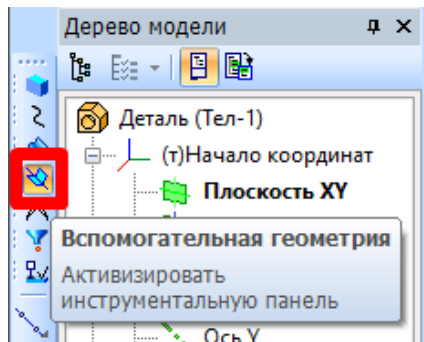 Дерево модели
Деталь (Тел-1)
(т)Начало координат
Плоскость XY
Вспомогательная геометрия
Активизировать
инструментальную панель
Ось Y